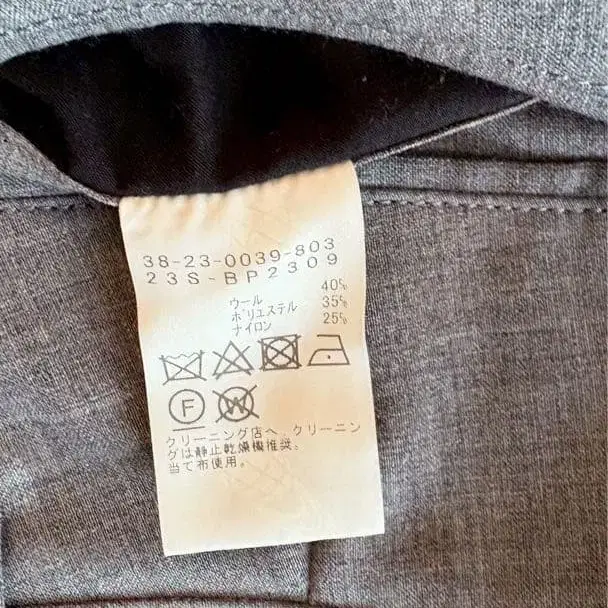 38-23-0039-803
23S-BP2309
ウール 40%
ポリエステル 35%
ナイロン 25%
F W
クリーニング店へ。クリーニン
グは静止乾燥機推奨。
当て布使用。